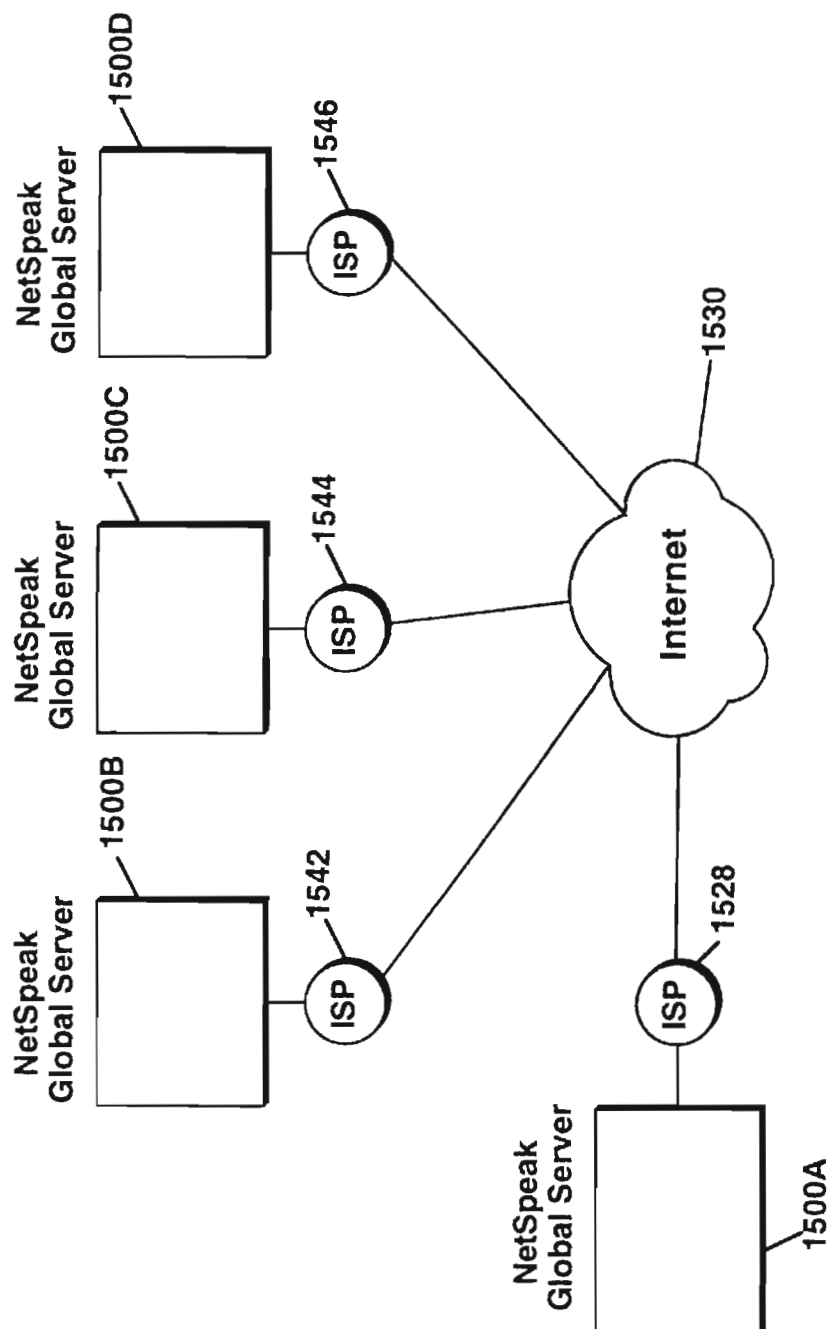 NetSpeak
Global Server
1500B
NetSpeak
Global Server
1500C
NetSpeak
Global Server
1500D
ISP
1542
ISP
1544
ISP
1546
NetSpeak
Global Server
1500A
ISP
1528
Internet
1530